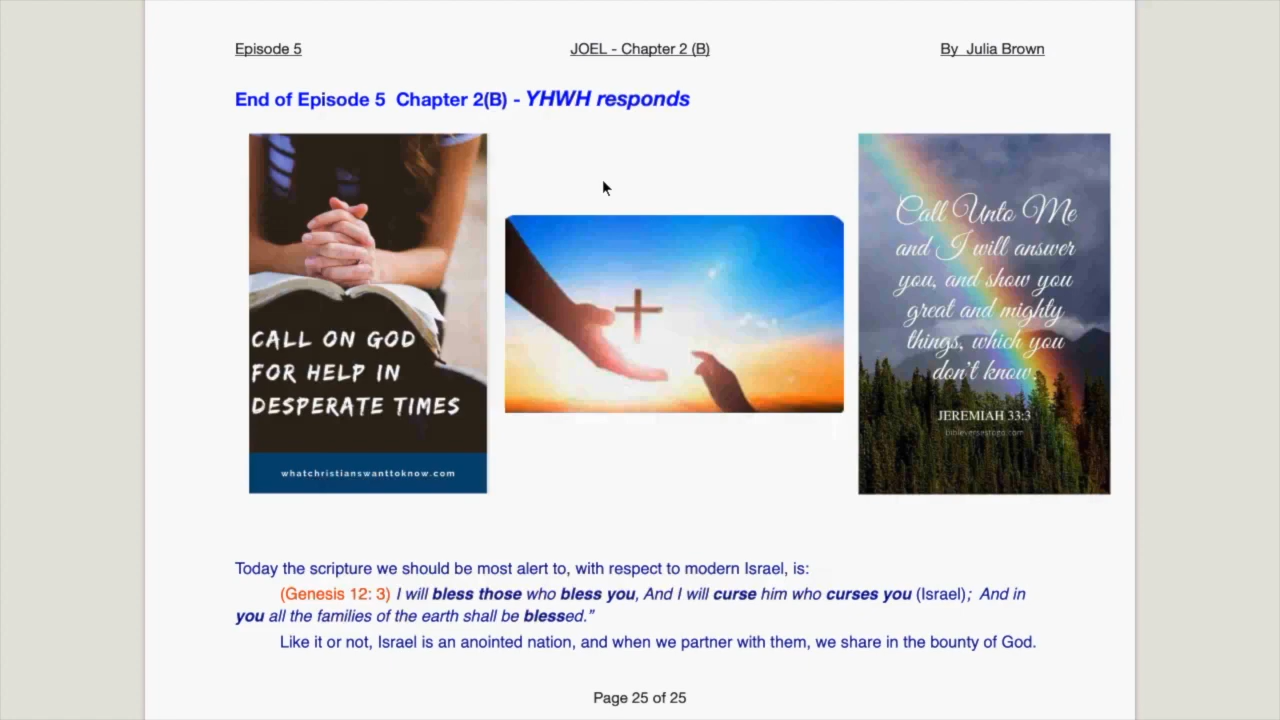 Episode 5 JOEL - Chapter 2 (B) By Julia Brown
End of Episode 5 Chapter 2(B) - YHWH responds
CALL ON GOD
FOR HELP IN
DESPERATE TIMES
whatchristianswanttoknow.com
Call Unto Me
and I will answer
you, and show you
great and mighty
things, which you
don't know.
JEREMIAH 33:3
bibleversestogo.com
Today the scripture we should be most alert to, with respect to modern Israel, is:
(Genesis 12: 3) I will bless those who bless you, And I will curse him who curses you (Israel); And in
you all the families of the earth shall be blessed.”
Like it or not, Israel is an anointed nation, and when we partner with them, we share in the bounty of God.
Page 25 of 25